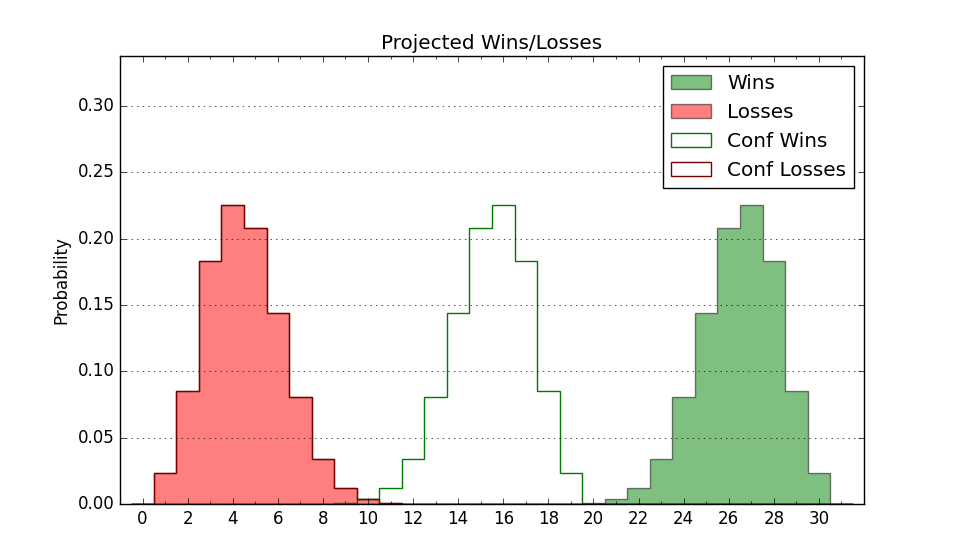 Projected Wins/Losses
Wins
Losses
Conf Wins
Conf Losses
Probability
0.30
0.25
0.20
0.15
0.10
0.05
0.00
0 2 4 6 8 10 12 14 16 18 20 22 24 26 28 30